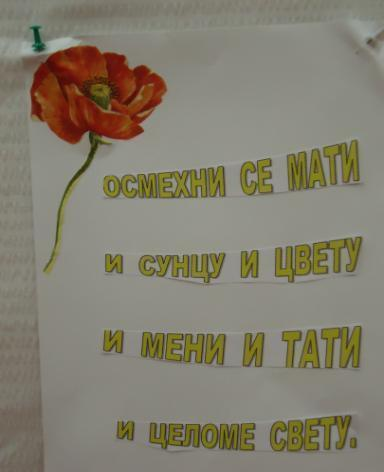 ОСМЕХНИ СЕ МАТИ
И СУНЦУ И ЦВЕТУ
И МЕНИ И ТАТИ
И ЦЕЛОМЕ СВЕТУ.